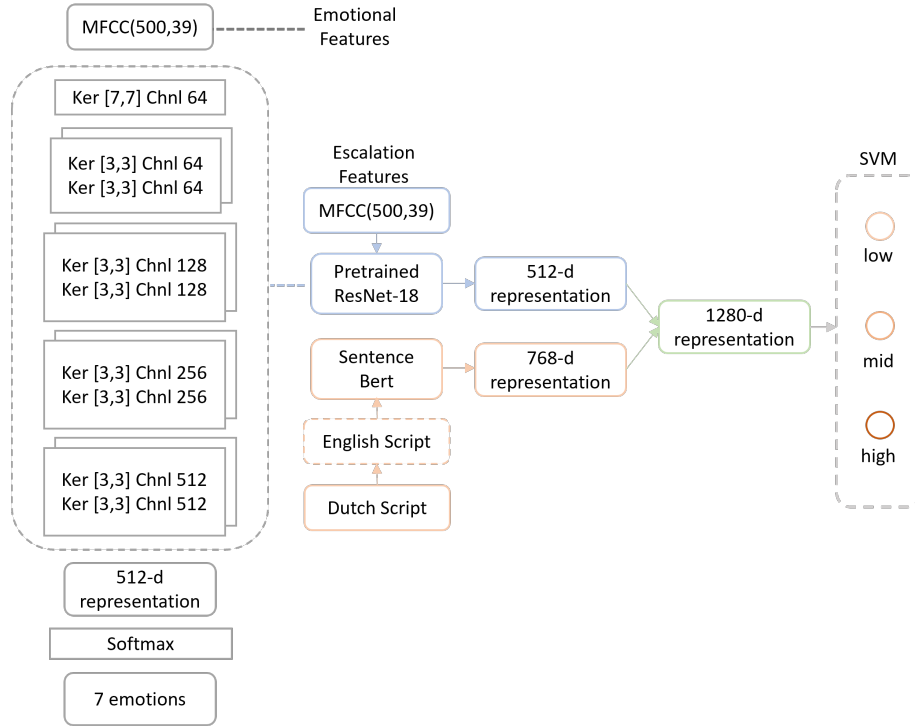 MFCC(500,39)
Emotional
Features
Ker [7,7] Chnl 64
Ker [3,3] Chnl 64
Ker [3,3] Chnl 64
Ker [3,3] Chnl 128
Ker [3,3] Chnl 128
Ker [3,3] Chnl 256
Ker [3,3] Chnl 256
Ker [3,3] Chnl 512
Ker [3,3] Chnl 512
512-d
representation
Softmax
7 emotions
Escalation
Features
MFCC(500,39)
Pretrained
ResNet-18
512-d
representation
Sentence
Bert
768-d
representation
English Script
Dutch Script
1280-d
representation
SVM
low
mid
high